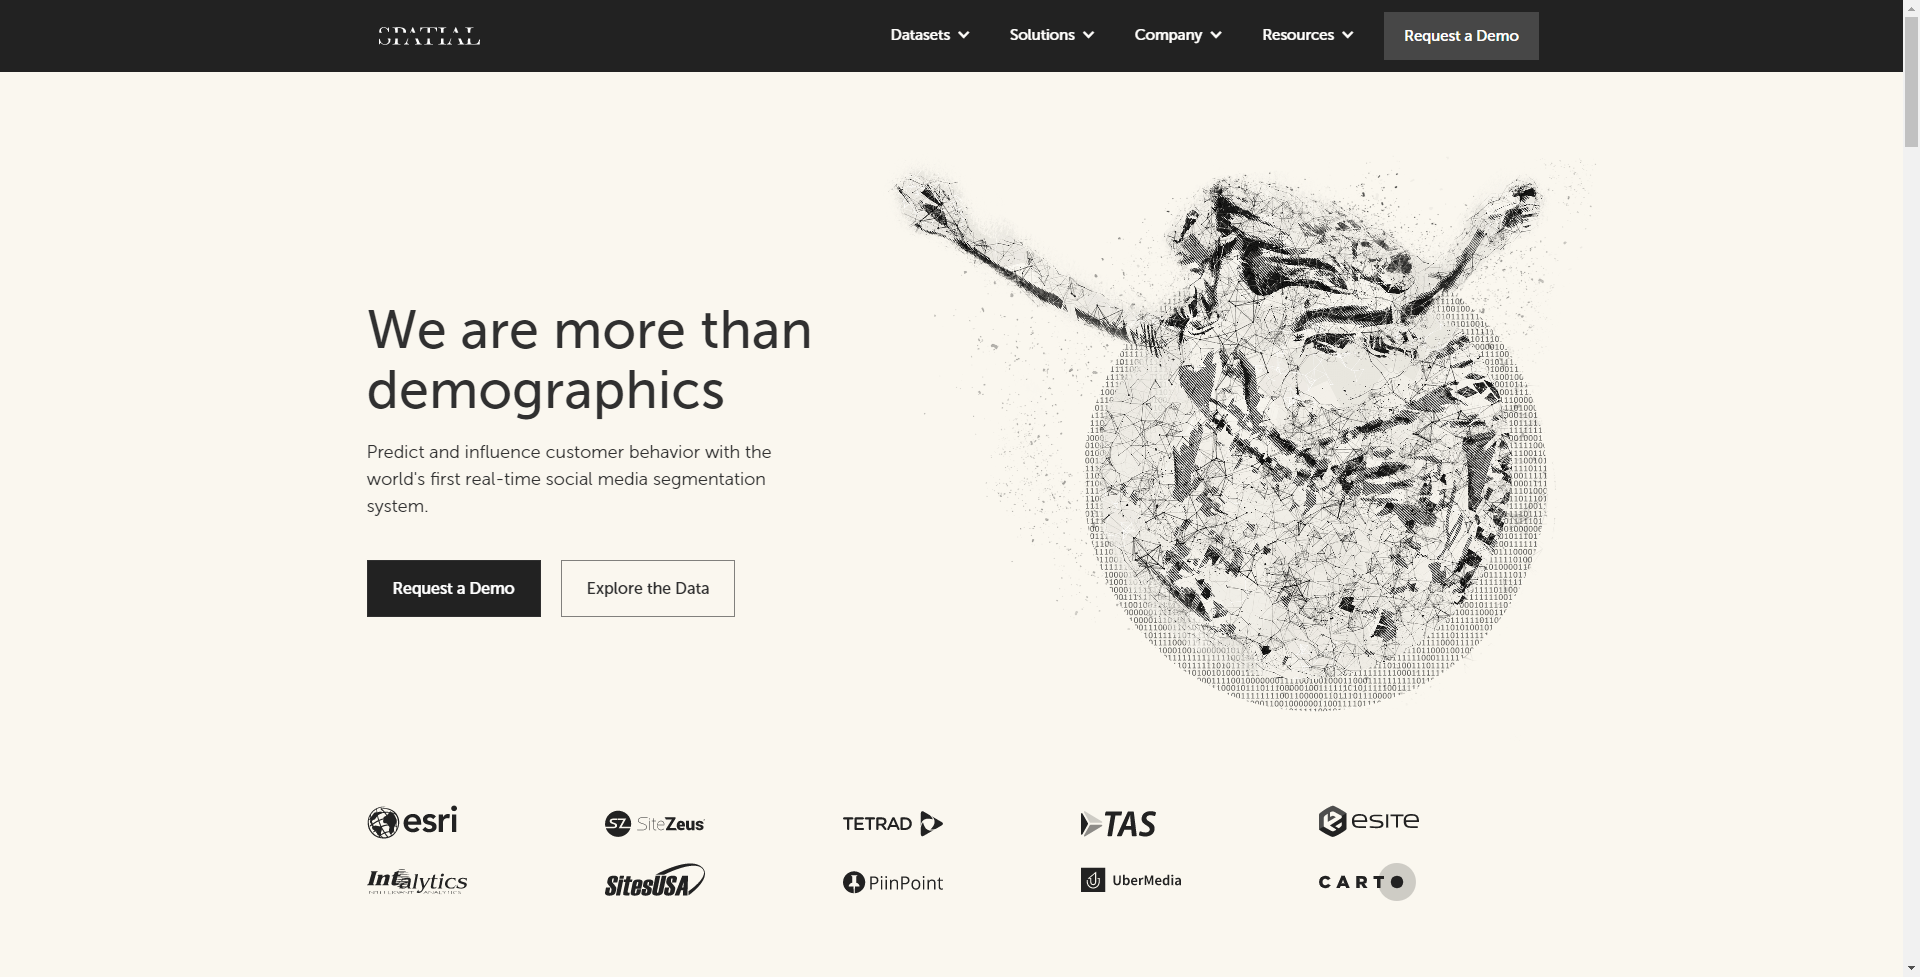 SPATIAL
Datasets
Solutions
Company
Resources
Request a Demo
We are more than
demographics
Predict and influence customer behavior with the
world's first real-time social media segmentation
system.
Request a Demo
Explore the Data
esri
SZ SiteZeus
TETRAD
TAS
ESITE
Intalytics
INTELLIGENT ANALYTICS
SitesUSA
PiinPoint
UberMedia
CARTO